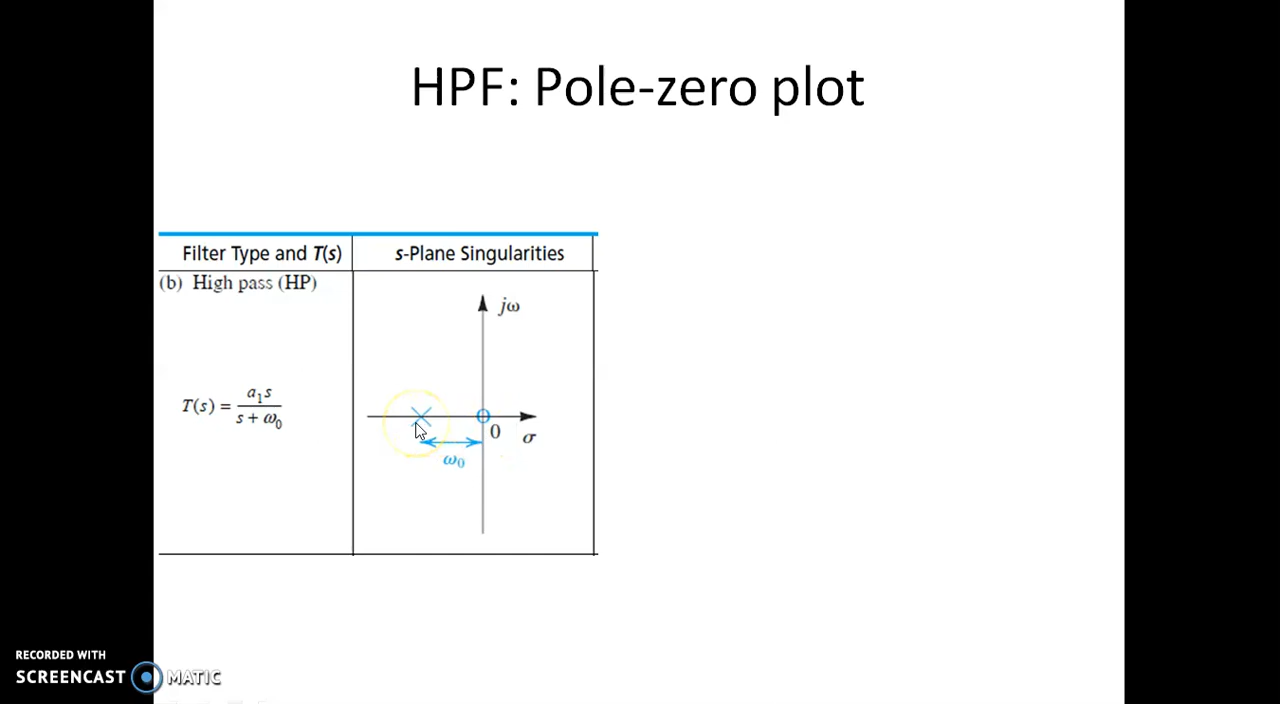 HPF: Pole-zero plot
Filter Type and T(s)
s-Plane Singularities
(b) High pass (HP)
T(s) = a₁s / s + ω₀
jω
0
σ
ω₀
RECORDED WITH
SCREENCAST MATIC